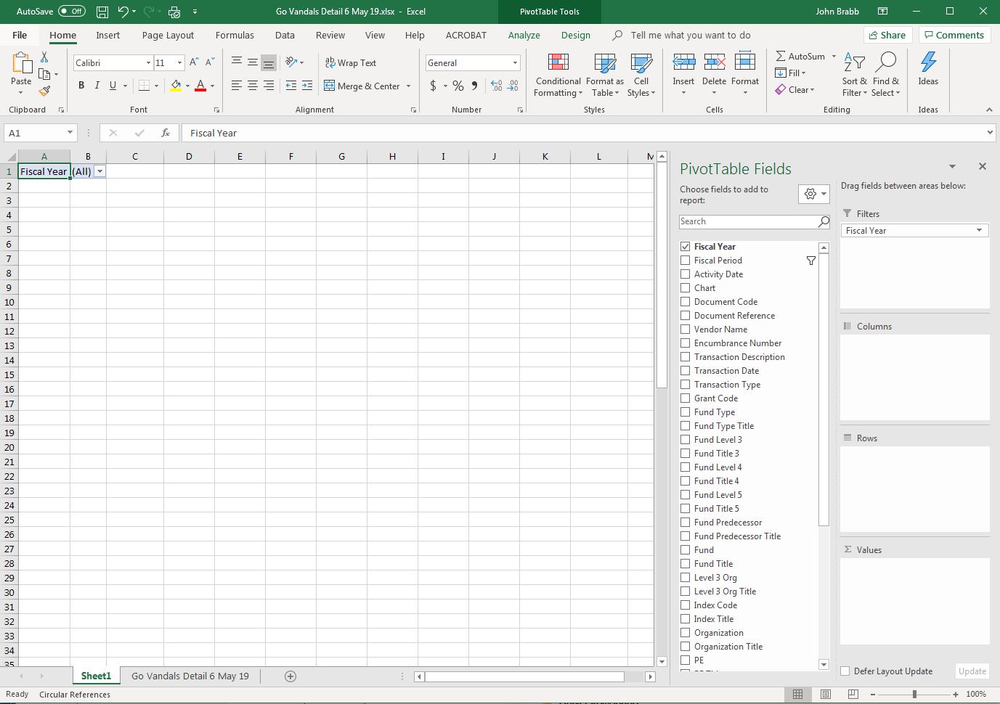 AutoSave Off Go Vandals Detail 6 May 19.xlsx - Excel PivotTable Tools John Brabb
File Home Insert Page Layout Formulas Data Review View Help ACROBAT Analyze Design Tell me what you want to do Share Comments
Paste
Clipboard
Calibri 11
B I U A
Font
Wrap Text
Merge & Center
Alignment
General
$ %
Number
Conditional Formatting
Format as Table
Cell Styles
Styles
Insert Delete Format
Cells
AutoSum
Fill
Clear
Sort & Filter
Find & Select
Editing
Ideas
Ideas
A1 fx Fiscal Year
A B C D E F G H I J K L M
1 Fiscal Year (All)
2
3
4
5
6
7
8
9
10
11
12
13
14
15
16
17
18
19
20
21
22
23
24
25
26
27
28
29
30
31
32
33
34
35
PivotTable Fields
Choose fields to add to
report:
Search
Fiscal Year
Fiscal Period
Activity Date
Chart
Document Code
Document Reference
Vendor Name
Encumbrance Number
Transaction Description
Transaction Date
Transaction Type
Grant Code
Fund Type
Fund Type Title
Fund Level 3
Fund Title 3
Fund Level 4
Fund Title 4
Fund Level 5
Fund Title 5
Fund Predecessor
Fund Predecessor Title
Fund
Fund Title
Level 3 Org
Level 3 Org Title
Index Code
Index Title
Organization
Organization Title
PE
Drag fields between areas below:
Filters
Fiscal Year
Columns
Rows
Σ Values
Defer Layout Update Update
Sheet1 Go Vandals Detail 6 May 19
Ready Circular References 100%